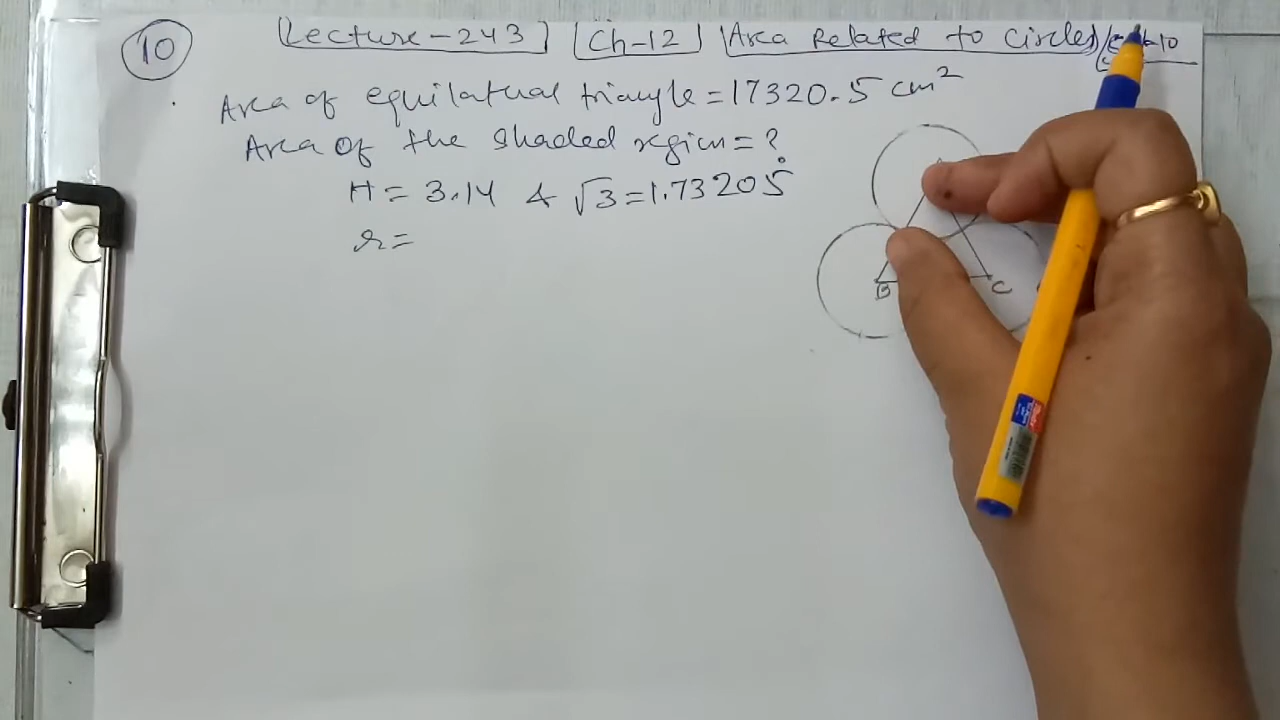 10 Lecture-243 Ch-12 Area Related to Circles
Area of equilatual triangle = 17320.5 cm²
Area of the shaded region = ?
π = 3.14 & √3 = 1.73205
r =
B
C